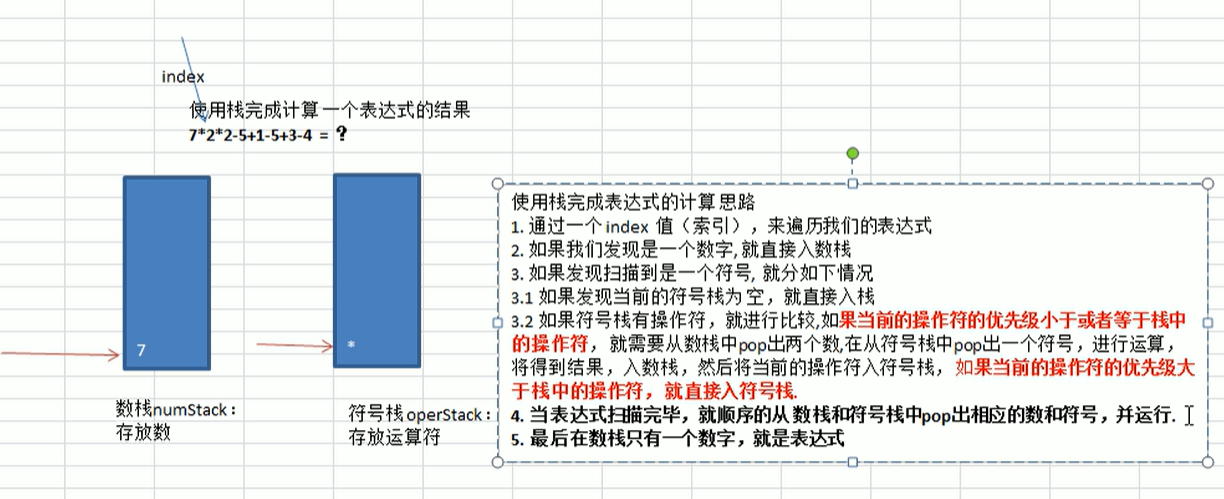 index
使用栈完成计算 一个表达式的结果
7*2*2-5+1-5+3-4 = ?
7
*
数栈numStack：
存放数
符号栈operStack：
存放运算符
使用栈完成表达式的计算 思路
1. 通过一个 index 值（索引），来遍历我们的表达式
2. 如果我们发现是一个数字, 就直接入数栈
3. 如果发现扫描到是一个符号, 就分如下情况
3.1 如果发现当前的符号栈为 空，就直接入栈
3.2 如果符号栈有操作符，就进行比较,如果当前的操作符的优先级小于或者等于栈中
的操作符，就需要从数栈中pop出两个数,在从符号栈中pop出一个符号，进行运算，
将得到结果，入数栈，然后将当前的操作符入符号栈，如果当前的操作符的优先级大
于栈中的操作符，就直接入符号栈.
4. 当表达式扫描完毕，就顺序的从 数栈和符号栈中pop出相应的数和符号，并运行.
5. 最后在数栈只有一个数字，就是表达式